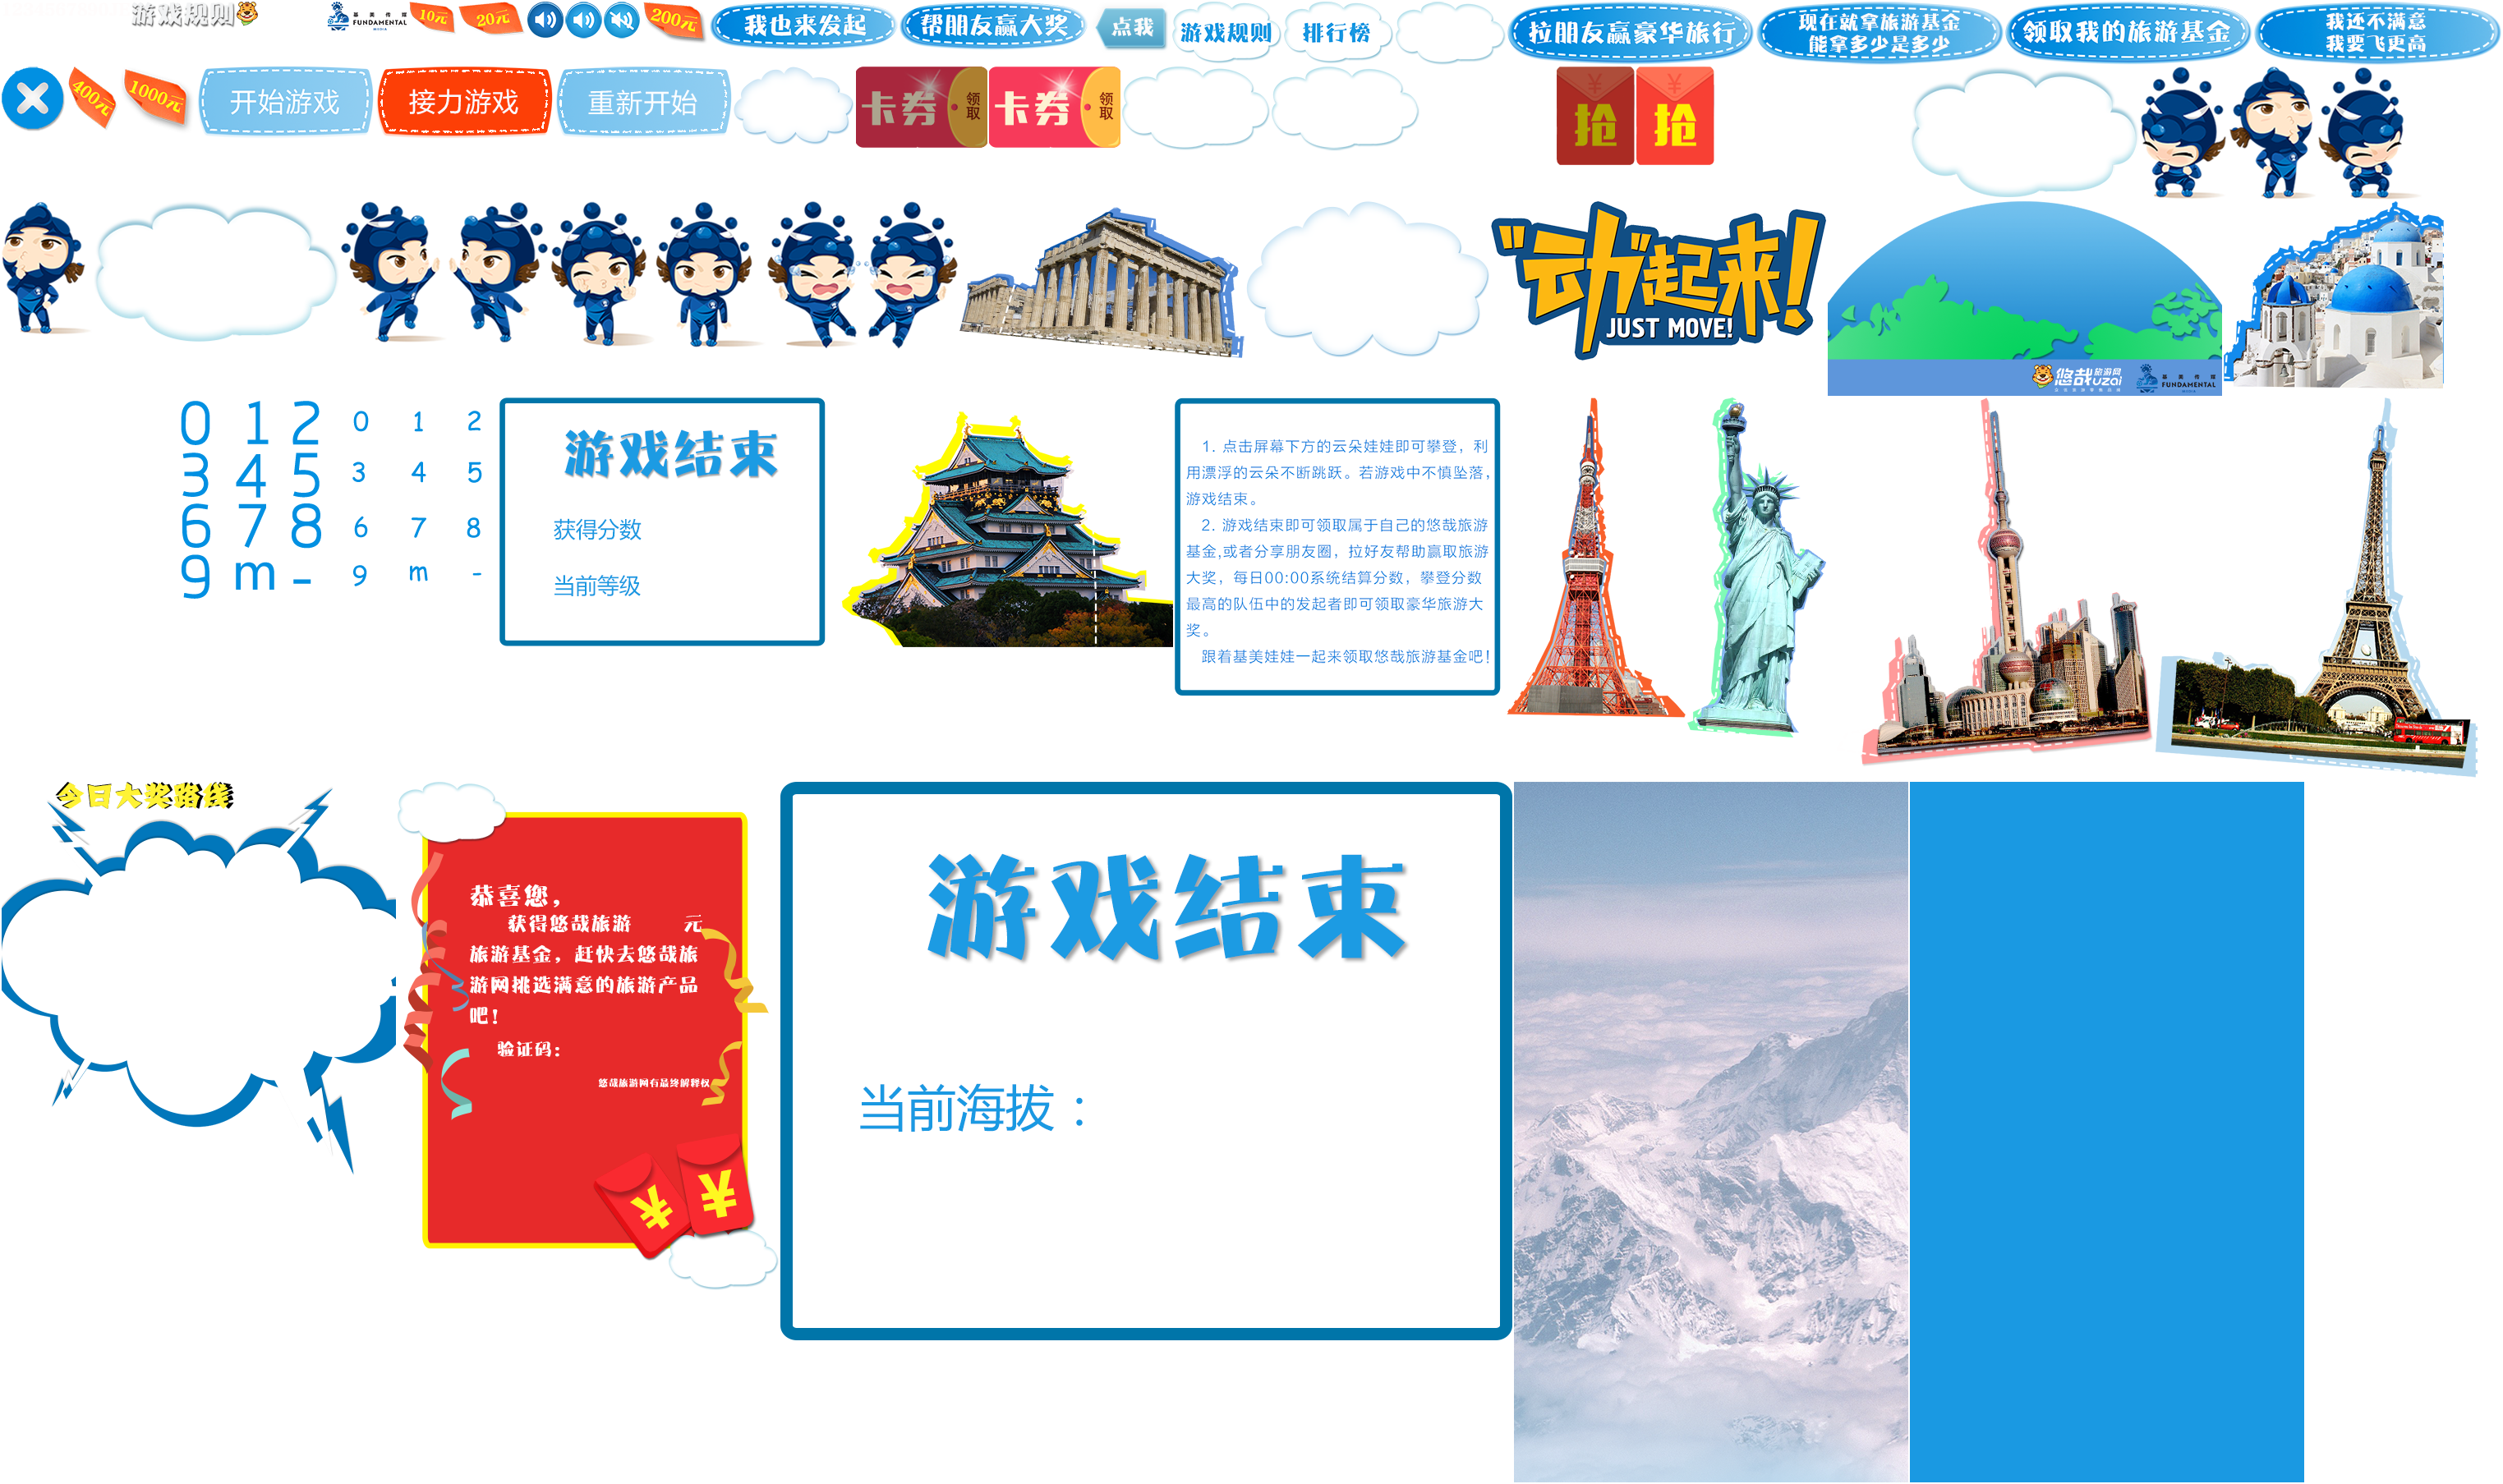 游戏规则
基美传媒
FUNDAMENTAL
MEDIA
10元
20元
200元
我也来发起
帮朋友赢大奖
点我
游戏规则
排行榜
拉朋友赢豪华旅行
现在就拿旅游基金
能拿多少是多少
领取我的旅游基金
我还不满意
我要飞更高
400元
1000元
开始游戏
接力游戏
重新开始
卡券
领取
卡券
领取
¥
抢
¥
抢
“云动”起来!
JUST MOVE!
悠哉旅游网
uzai
基美传媒
FUNDAMENTAL
0 1 2
3 4 5
6 7 8
9 m -
0 1 2
3 4 5
6 7 8
9 m -
游戏结束
获得分数
当前等级
1. 点击屏幕下方的云朵娃娃即可攀登，利
用漂浮的云朵不断跳跃。若游戏中不慎坠落，
游戏结束。
2. 游戏结束即可领取属于自己的悠哉旅游
基金,或者分享朋友圈，拉好友帮助赢取旅游
大奖，每日00:00系统结算分数，攀登分数
最高的队伍中的发起者即可领取豪华旅游大
奖。
跟着基美娃娃一起来领取悠哉旅游基金吧！
今日大奖路线
恭喜您，
获得悠哉旅游 元
旅游基金，赶快去悠哉旅
游网挑选满意的旅游产品
吧！
验证码：
悠哉旅游网有最终解释权
¥
¥
游戏结束
当前海拔：